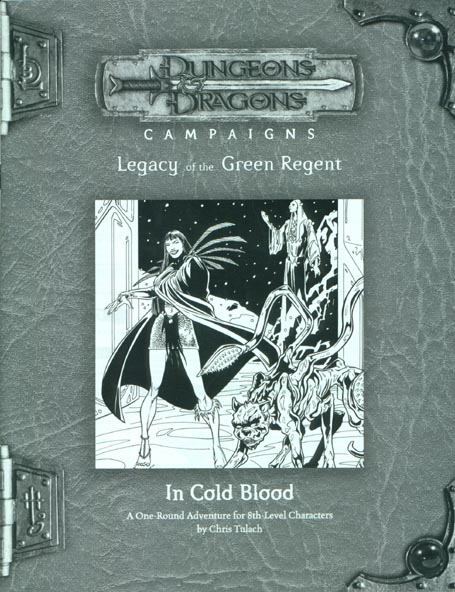 DUNGEONS
& DRAGONS
CAMPAIGNS
Legacy of the Green Regent
In Cold Blood
A One-Round Adventure for 8th-Level Characters
by Chris Tulach